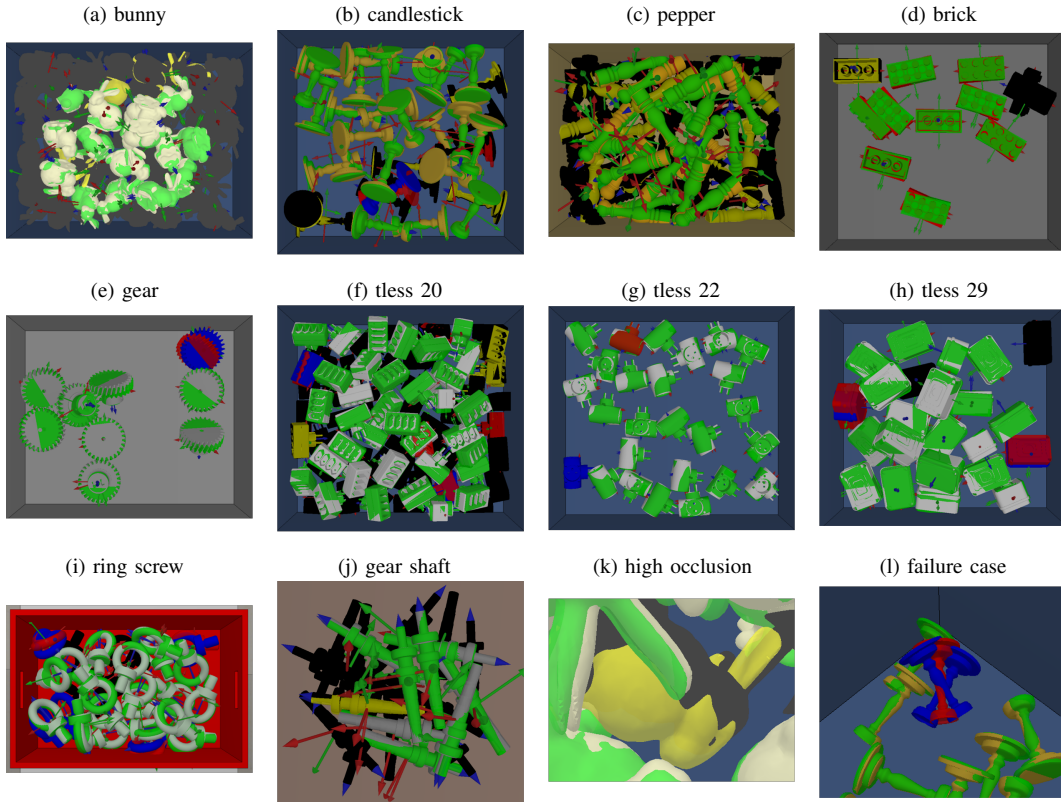 (a) bunny
(b) candlestick
(c) pepper
(d) brick
(e) gear
(f) tless 20
(g) tless 22
(h) tless 29
(i) ring screw
(j) gear shaft
(k) high occlusion
(l) failure case